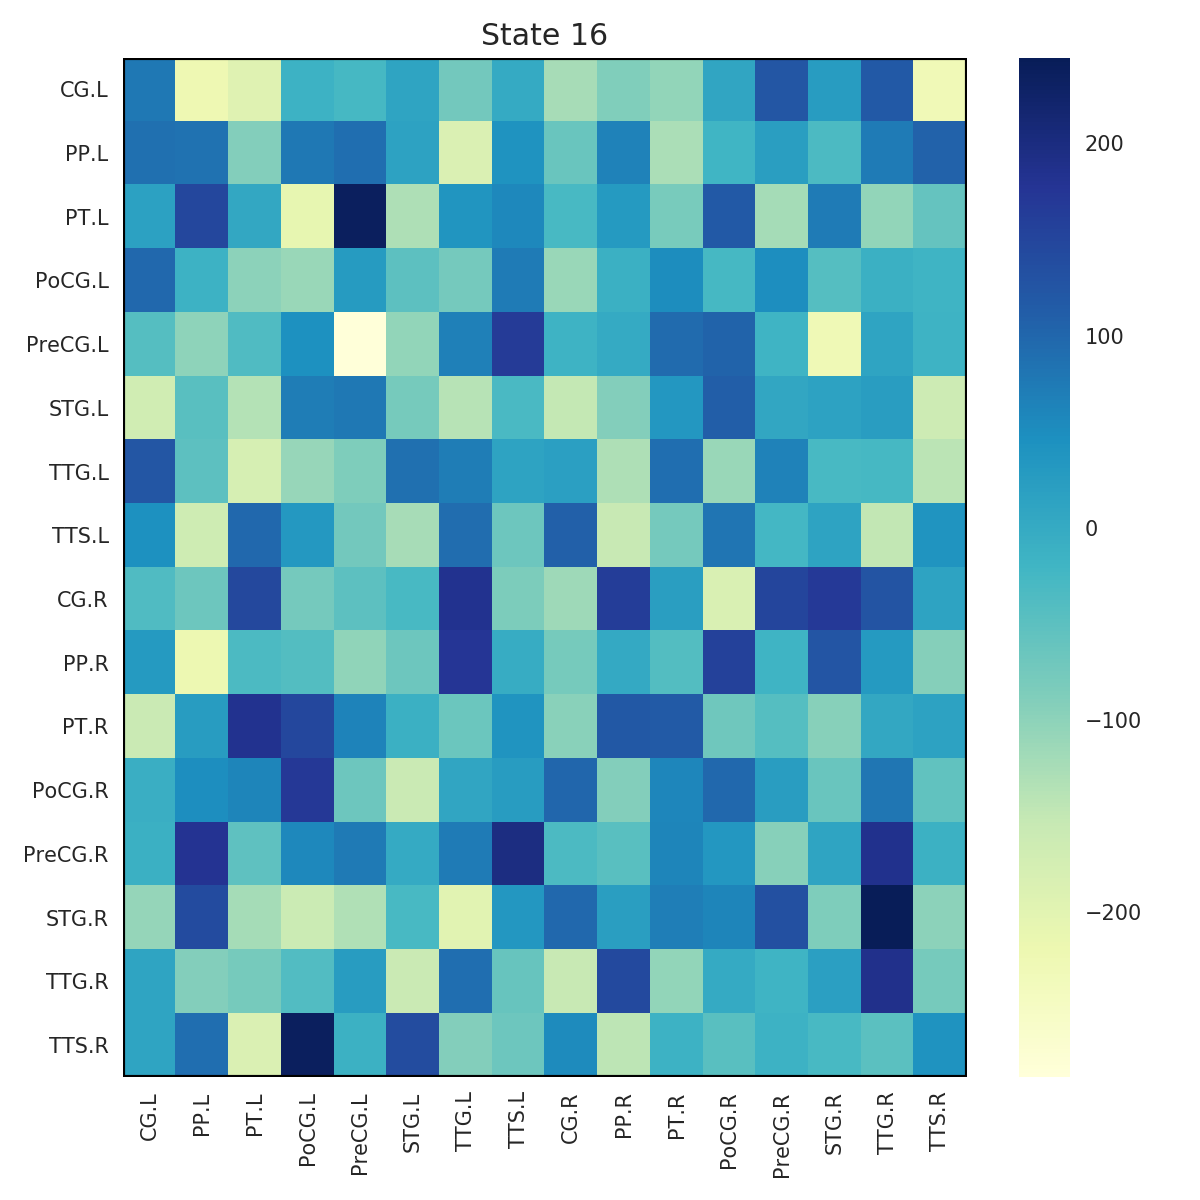 State 16
CG.L
PP.L
PT.L
PoCG.L
PreCG.L
STG.L
TTG.L
TTS.L
CG.R
PP.R
PT.R
PoCG.R
PreCG.R
STG.R
TTG.R
TTS.R
CG.L PP.L PT.L PoCG.L PreCG.L STG.L TTG.L TTS.L CG.R PP.R PT.R PoCG.R PreCG.R STG.R TTG.R TTS.R
200
100
0
−100
−200